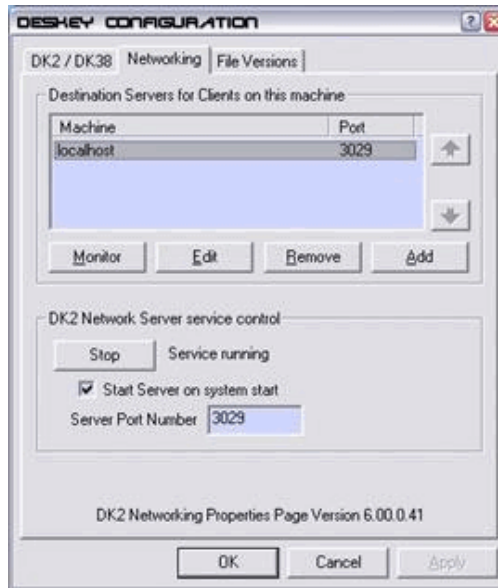 DESKEY CONFIGURATION
DK2 / DK38 Networking File Versions
Destination Servers for Clients on this machine
Machine Port
localhost 3029
Monitor Edit Remove Add
DK2 Network Server service control
Stop Service running
Start Server on system start
Server Port Number 3029
DK2 Networking Properties Page Version 6.00.0.41
OK Cancel Apply